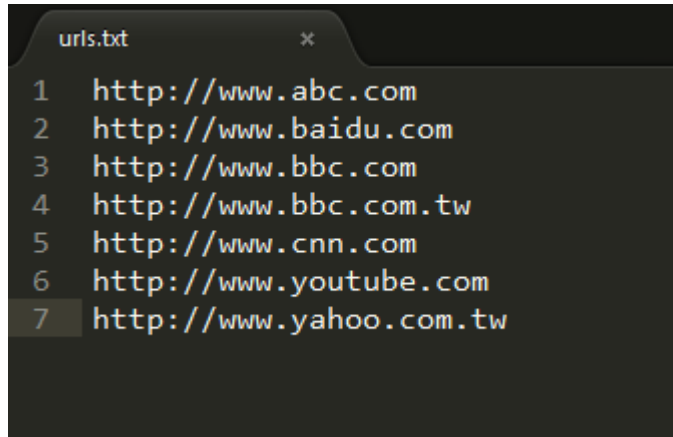 urls.txt ×
1 http://www.abc.com
2 http://www.baidu.com
3 http://www.bbc.com
4 http://www.bbc.com.tw
5 http://www.cnn.com
6 http://www.youtube.com
7 http://www.yahoo.com.tw